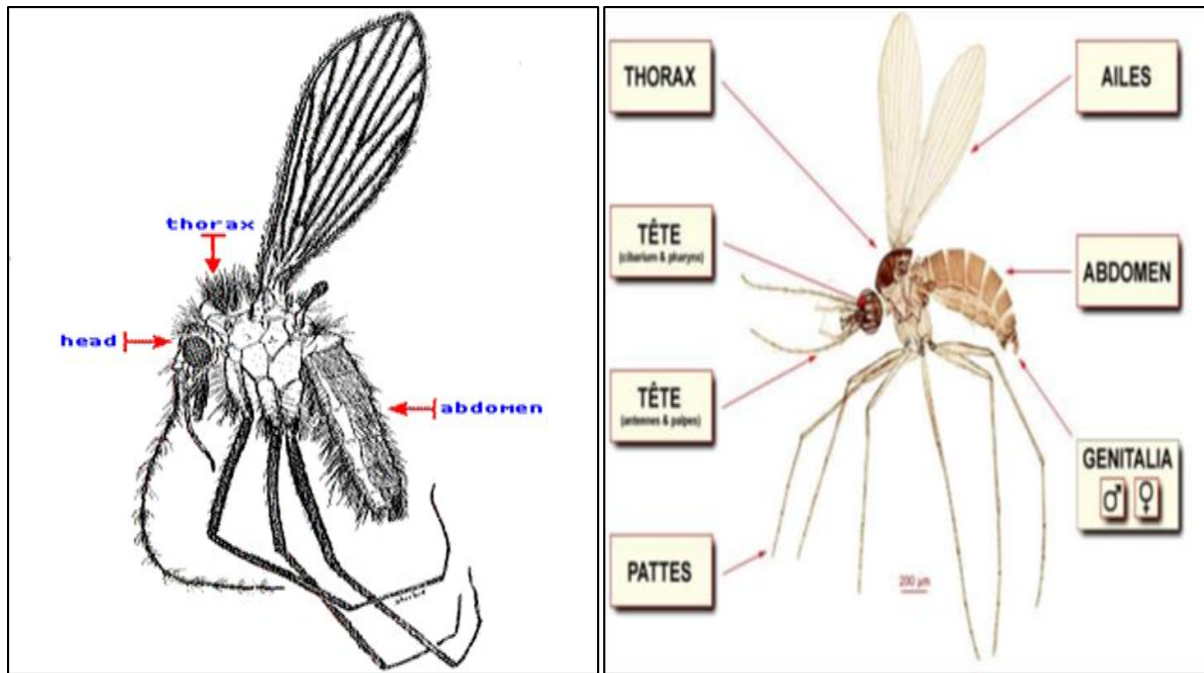 thorax
head
abdomen
THORAX
AILES
TÊTE
(cibarium & pharynx)
ABDOMEN
TÊTE
(antennes & palpes)
GENITALIA
♂ ♀
PATTES
200 µm